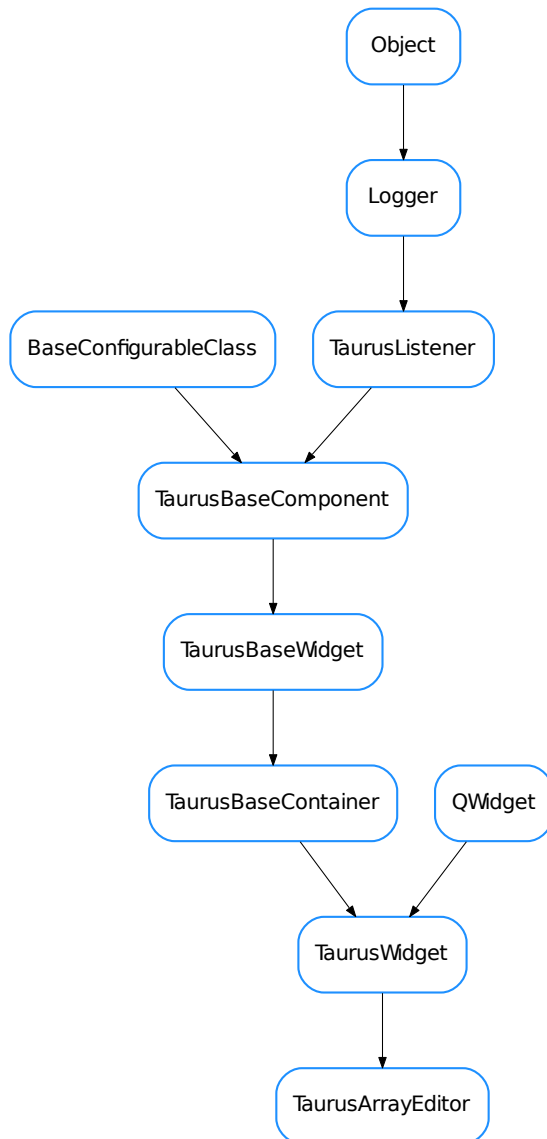 Object
Logger
BaseConfigurableClass
TaurusListener
TaurusBaseComponent
TaurusBaseWidget
TaurusBaseContainer
QWidget
TaurusWidget
TaurusArrayEditor